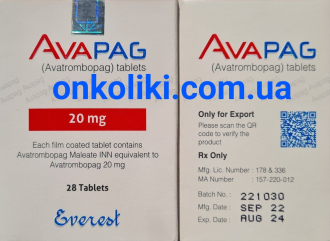 AVAPAG
(Avatrombopag) tablets
20 mg
Each film coated tablet contains
Avatrombopag Maleate INN equivalent to
Avatrombopag 20 mg
28 Tablets
Everest
AVAPAG
(Avatrombopag) tablets
onkoliki.com.ua
Only for Export
Please scan the QR
code to verify the
product
Rx Only
Mfg. Lic. Number : 178 & 336
MA Number : 157-220-012
Batch No. : 221030
Mfg. Date : SEP 22
Exp. Date : AUG 24